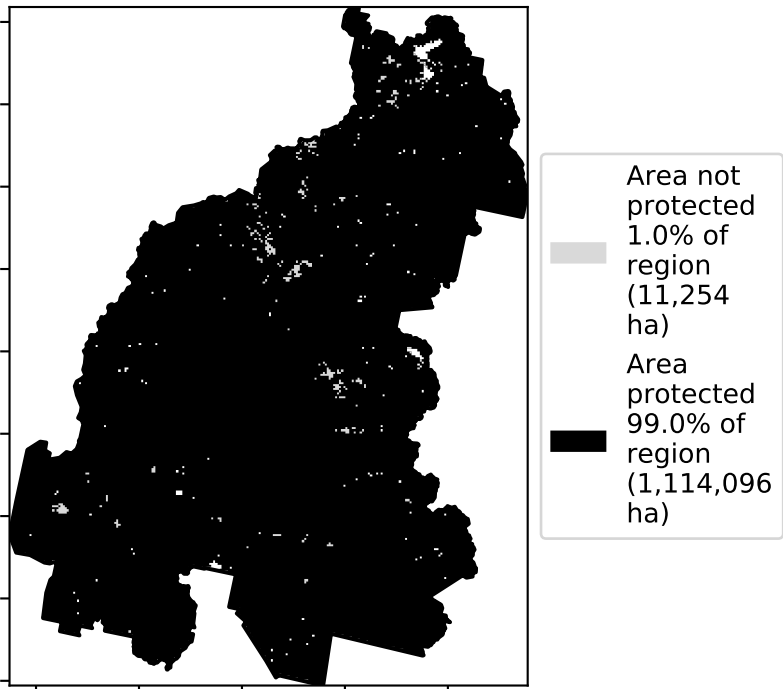 Area not
protected
1.0% of
region
(11,254
ha)
Area
protected
99.0% of
region
(1,114,096
ha)